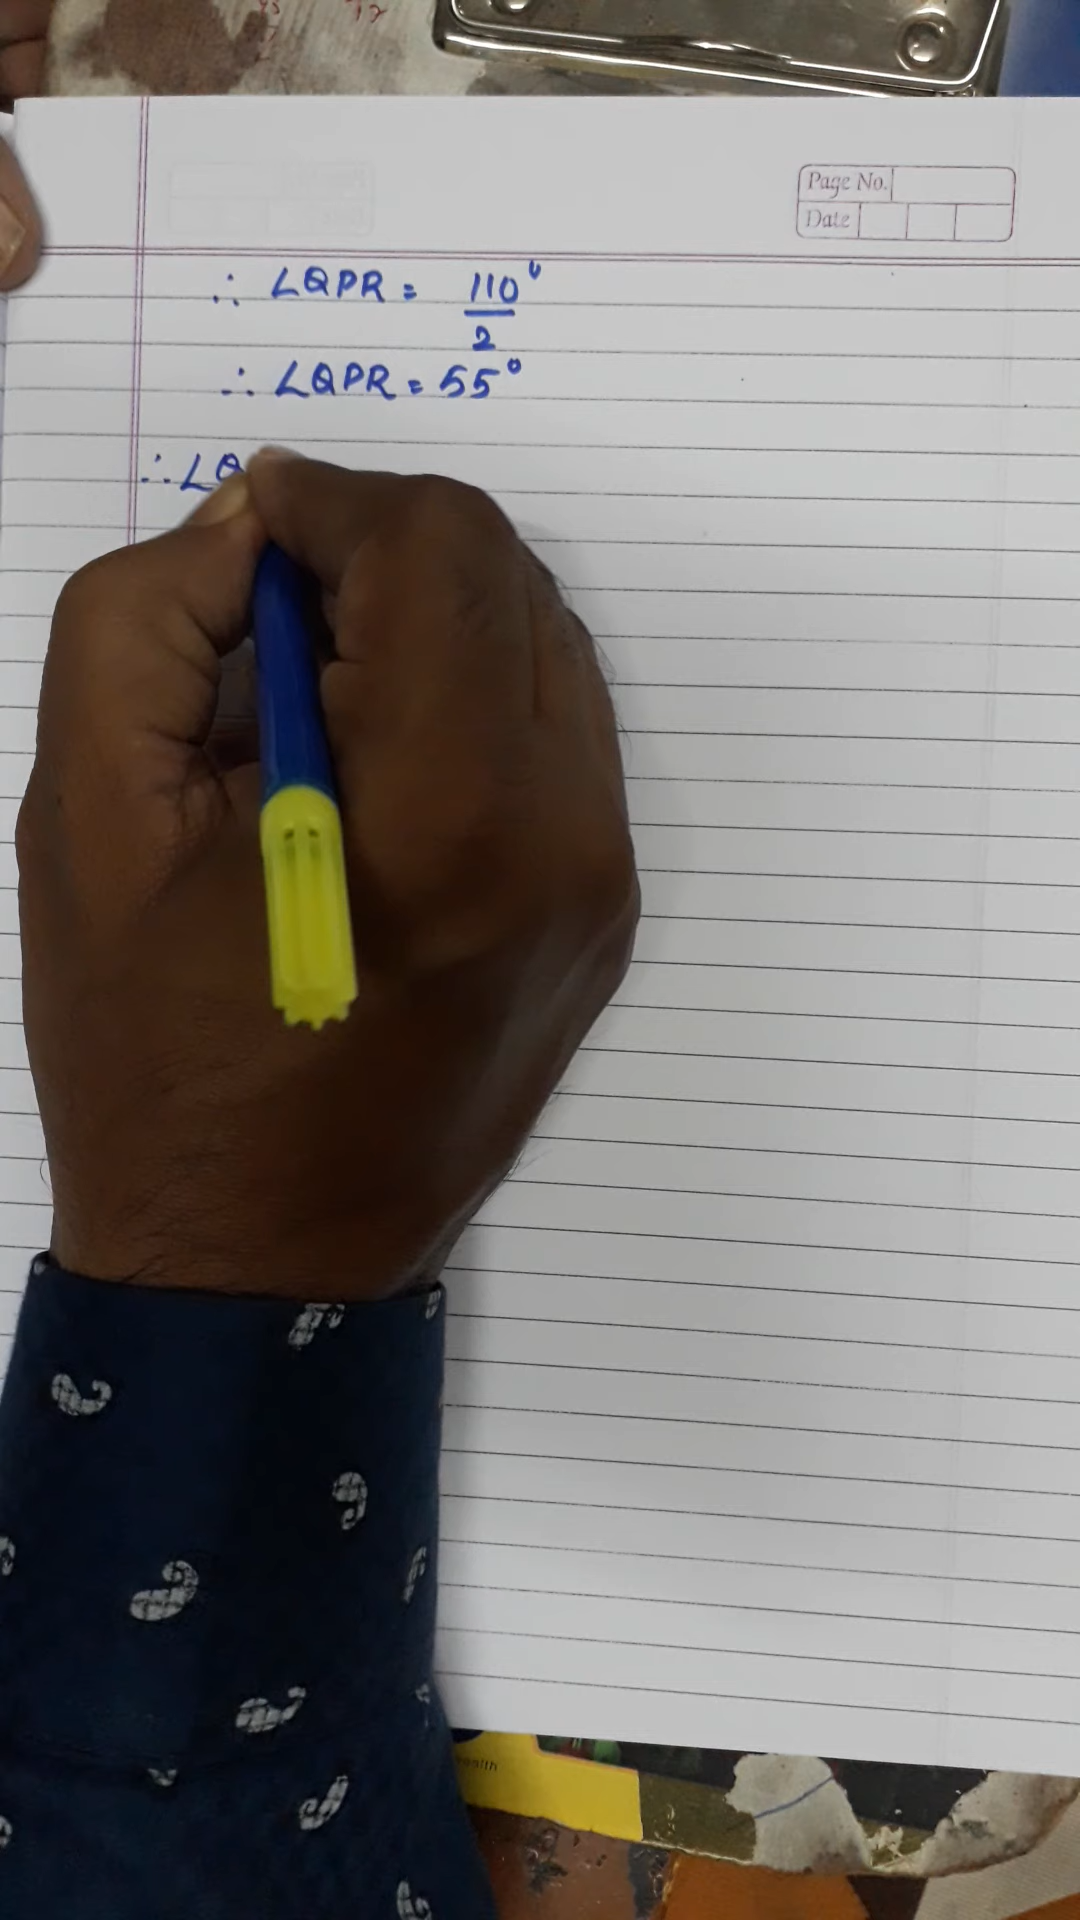 Page No.
Date
∴ ∠QPR = 110°/2
∴ ∠QPR = 55°
∴ ∠Q